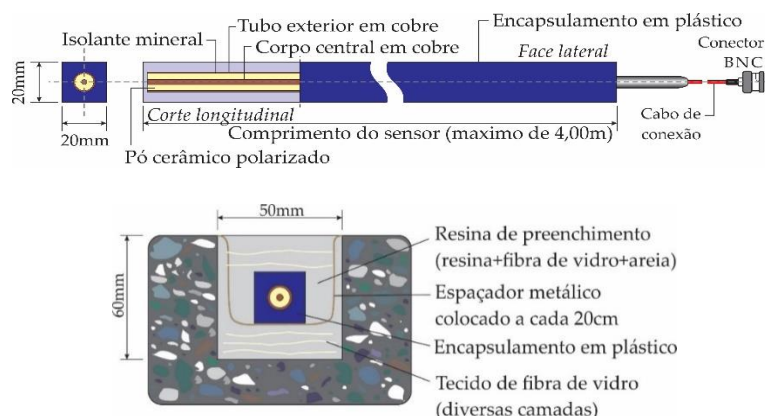 Tubo exterior em cobre
Isolante mineral
Corpo central em cobre
Encapsulamento em plástico
Face lateral
Conector
BNC
20mm
20mm
Corte longitudinal
Comprimento do sensor (maximo de 4,00m)
Cabo de
conexão
Pó cerâmico polarizado
50mm
60mm
Resina de preenchimento
(resina+fibra de vidro+areia)
Espaçador metálico
colocado a cada 20cm
Encapsulamento em plástico
Tecido de fibra de vidro
(diversas camadas)